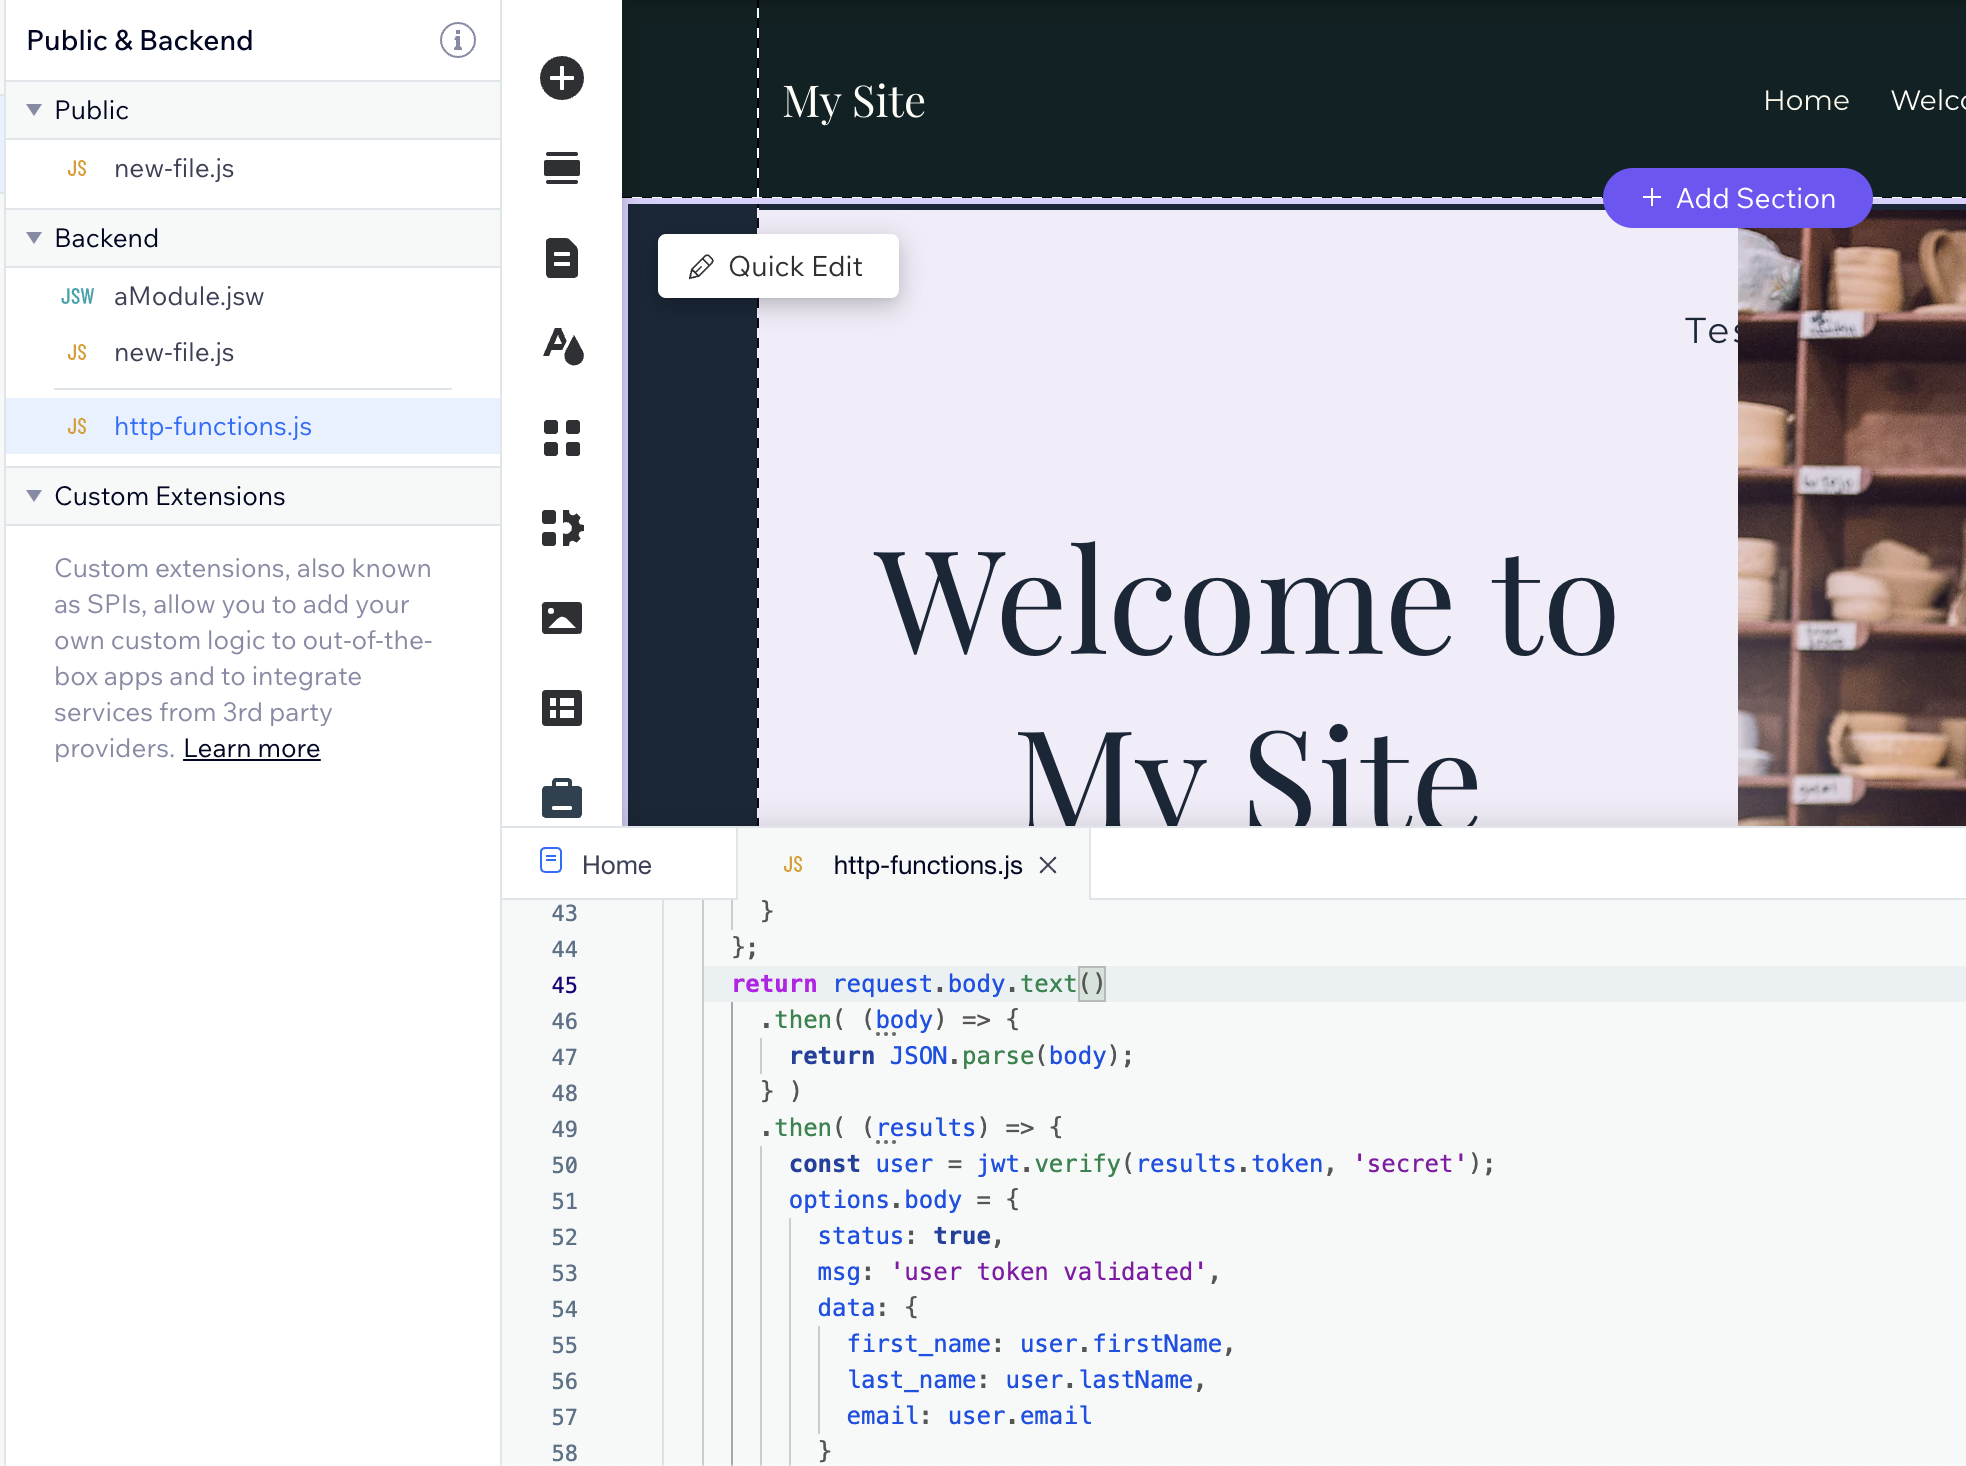 Public & Backend
Public
JS new-file.js
Backend
JSW aModule.jsw
JS new-file.js
JS http-functions.js
Custom Extensions
Custom extensions, also known
as SPIs, allow you to add your
own custom logic to out-of-the-
box apps and to integrate
services from 3rd party
providers. Learn more
My Site
Home Welco
+ Add Section
Quick Edit
Tes
Welcome to
My Site
Home
JS http-functions.js
43 }
44 };
45 return request.body.text()
46 .then( (body) => {
47 return JSON.parse(body);
48 } )
49 .then( (results) => {
50 const user = jwt.verify(results.token, 'secret');
51 options.body = {
52 status: true,
53 msg: 'user token validated',
54 data: {
55 first_name: user.firstName,
56 last_name: user.lastName,
57 email: user.email
58 }